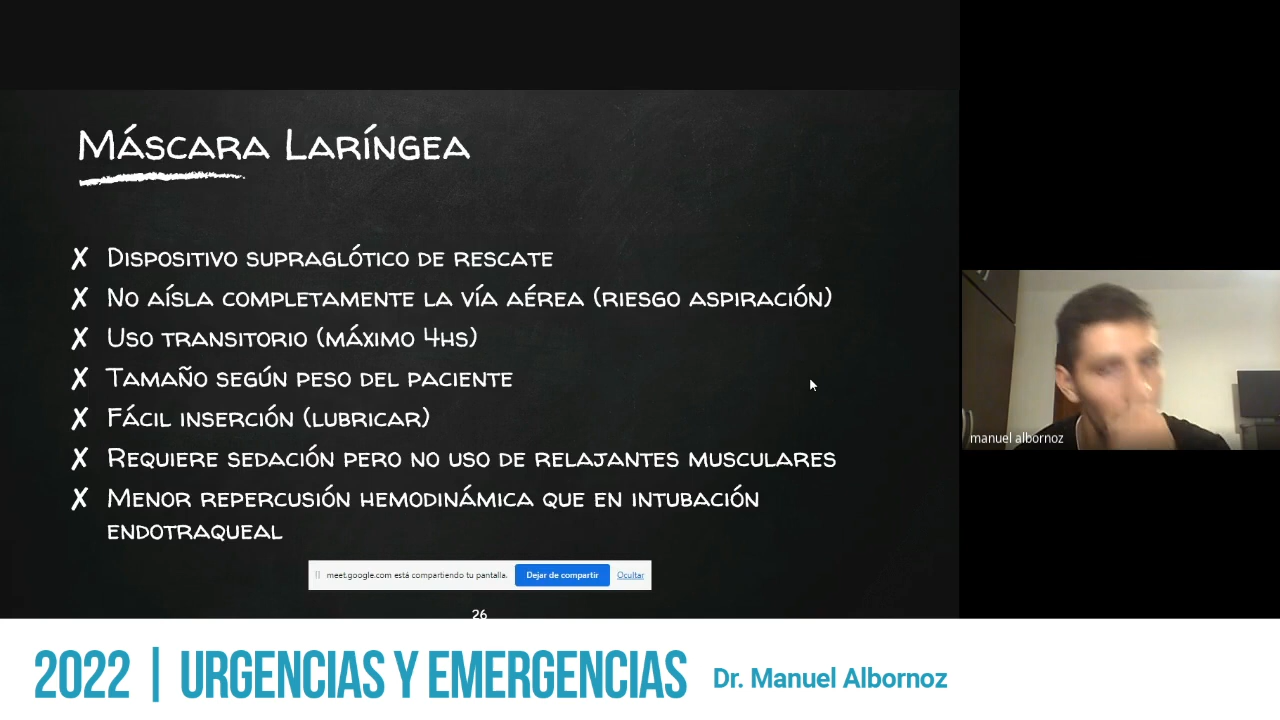 Máscara Laríngea
✗ Dispositivo supraglótico de rescate
✗ No aísla completamente la vía aérea (riesgo aspiración)
✗ Uso transitorio (máximo 4hs)
✗ Tamaño según peso del paciente
✗ Fácil inserción (lubricar)
✗ Requiere sedación pero no uso de relajantes musculares
✗ Menor repercusión hemodinámica que en intubación
endotraqueal
manuel albornoz
meet.google.com está compartiendo tu pantalla. Dejar de compartir Ocultar
26
2022 | URGENCIAS Y EMERGENCIAS Dr. Manuel Albornoz